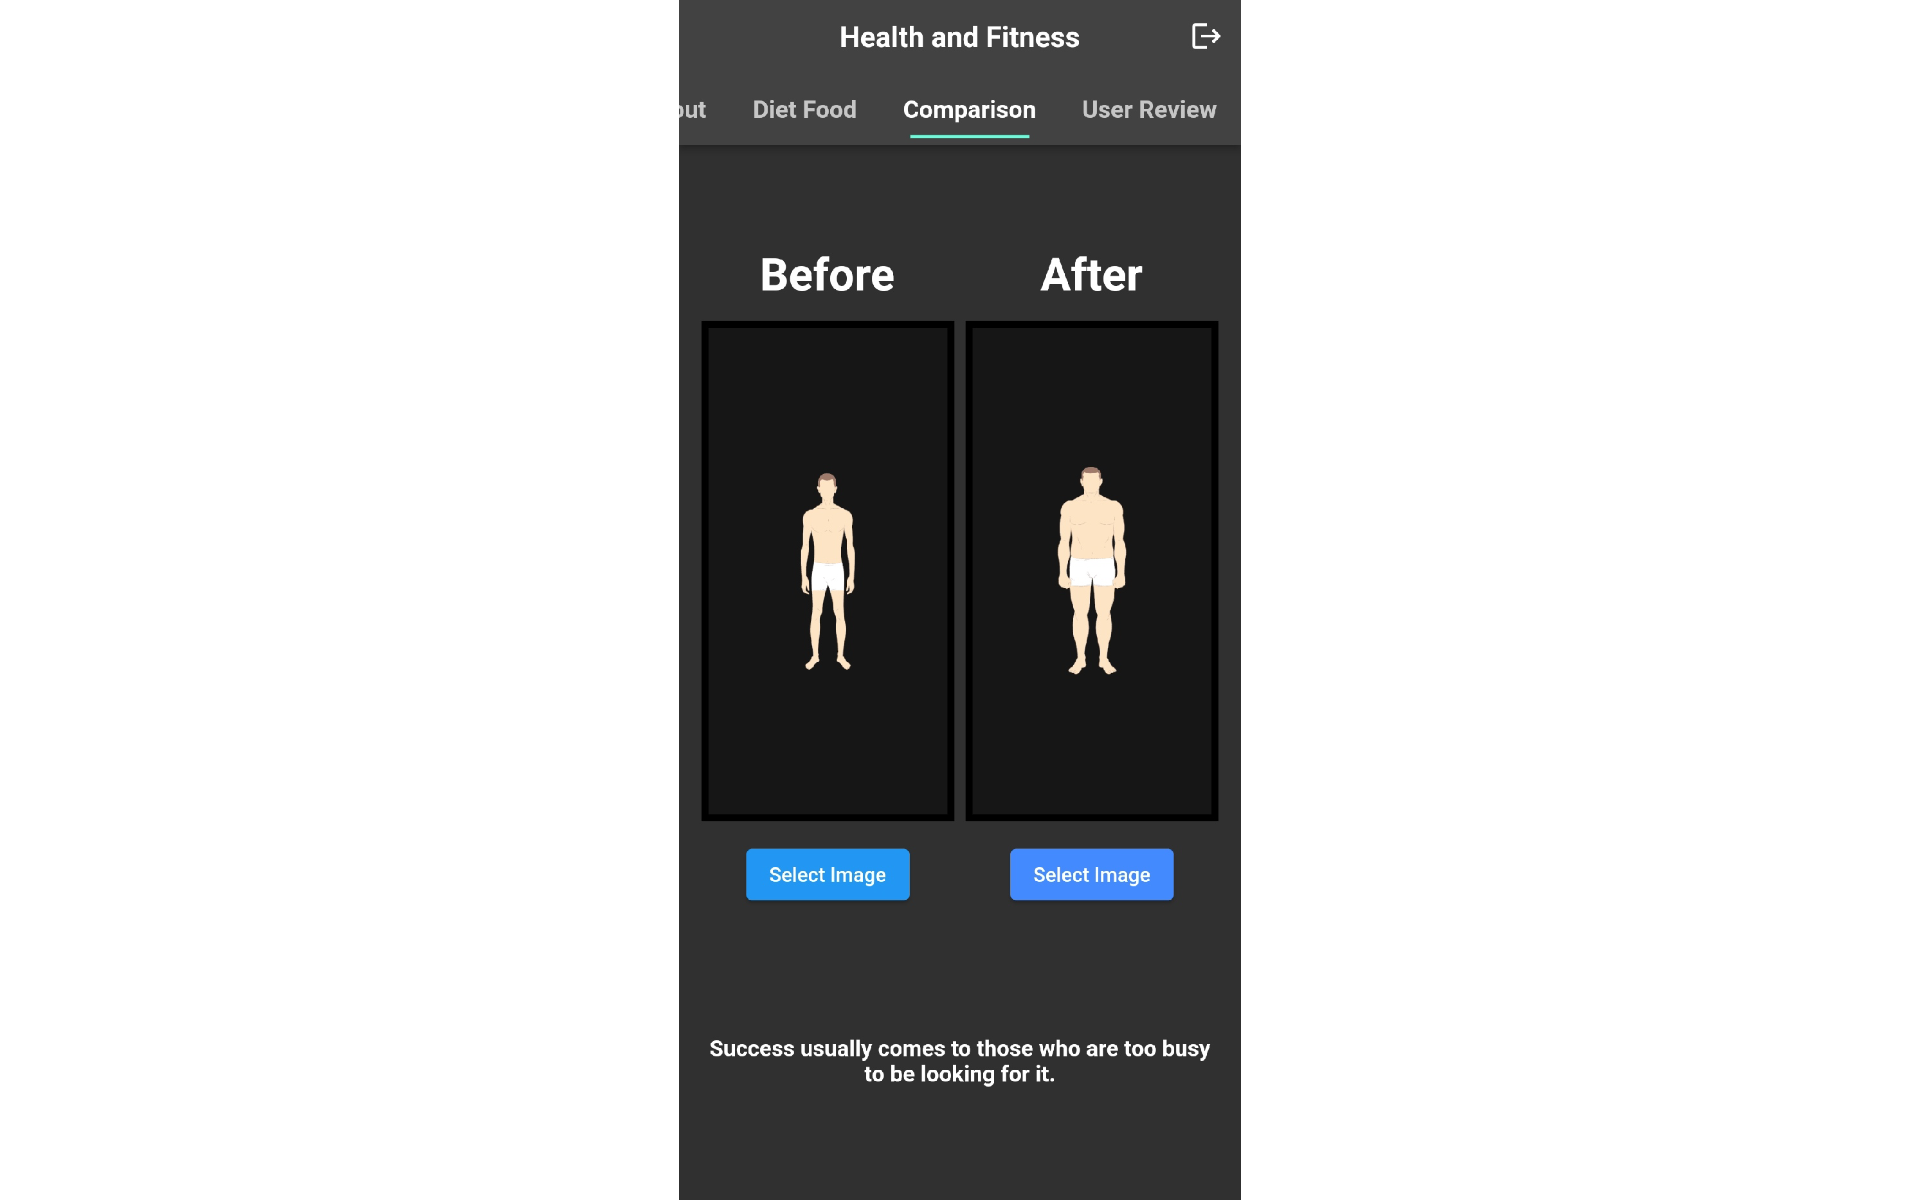 Health and Fitness
out Diet Food Comparison User Review
Before After
Select Image Select Image
Success usually comes to those who are too busy
to be looking for it.